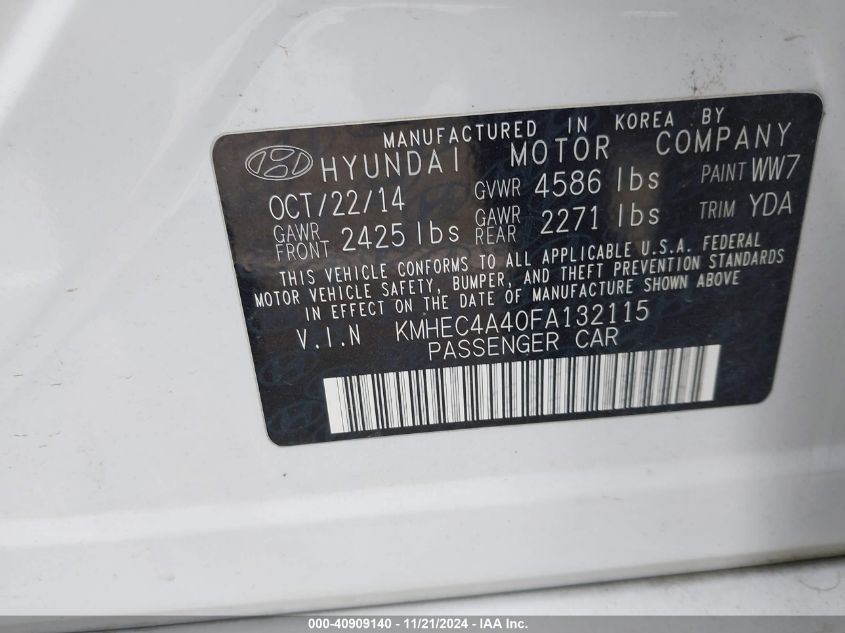 MANUFACTURED IN KOREA BY
HYUNDAI MOTOR COMPANY
OCT/22/14 GVWR 4586 lbs PAINT WW7
GAWR FRONT 2425 lbs GAWR REAR 2271 lbs TRIM YDA
THIS VEHICLE CONFORMS TO ALL APPLICABLE U.S.A. FEDERAL
MOTOR VEHICLE SAFETY, BUMPER, AND THEFT PREVENTION STANDARDS
IN EFFECT ON THE DATE OF MANUFACTURE SHOWN ABOVE
V.I.N KMHEC4A40FA132115
PASSENGER CAR
000-40909140 - 11/21/2024 - IAA Inc.